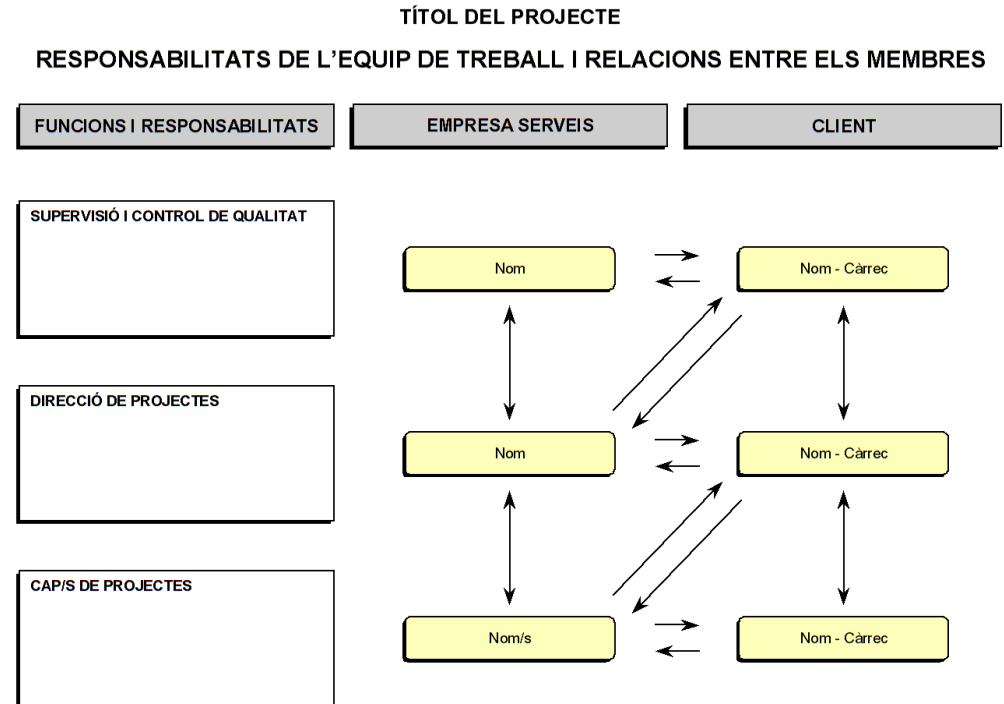 TÍTOL DEL PROJECTE
RESPONSABILITATS DE L'EQUIP DE TREBALL I RELACIONS ENTRE ELS MEMBRES
FUNCIONS I RESPONSABILITATS
EMPRESA SERVEIS
CLIENT
SUPERVISIÓ I CONTROL DE QUALITAT
Nom
Nom - Càrrec
DIRECCIÓ DE PROJECTES
Nom
Nom - Càrrec
CAP/S DE PROJECTES
Nom/s
Nom - Càrrec